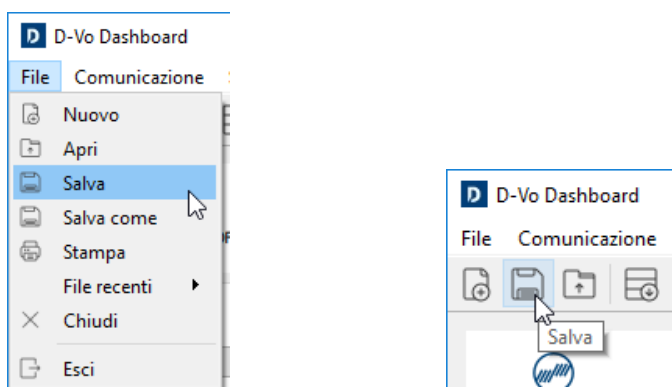 D D-Vo Dashboard
File Comunicazione
Nuovo
Apri
Salva
Salva come
Stampa
File recenti
Chiudi
Esci
D D-Vo Dashboard
File Comunicazione
Salva